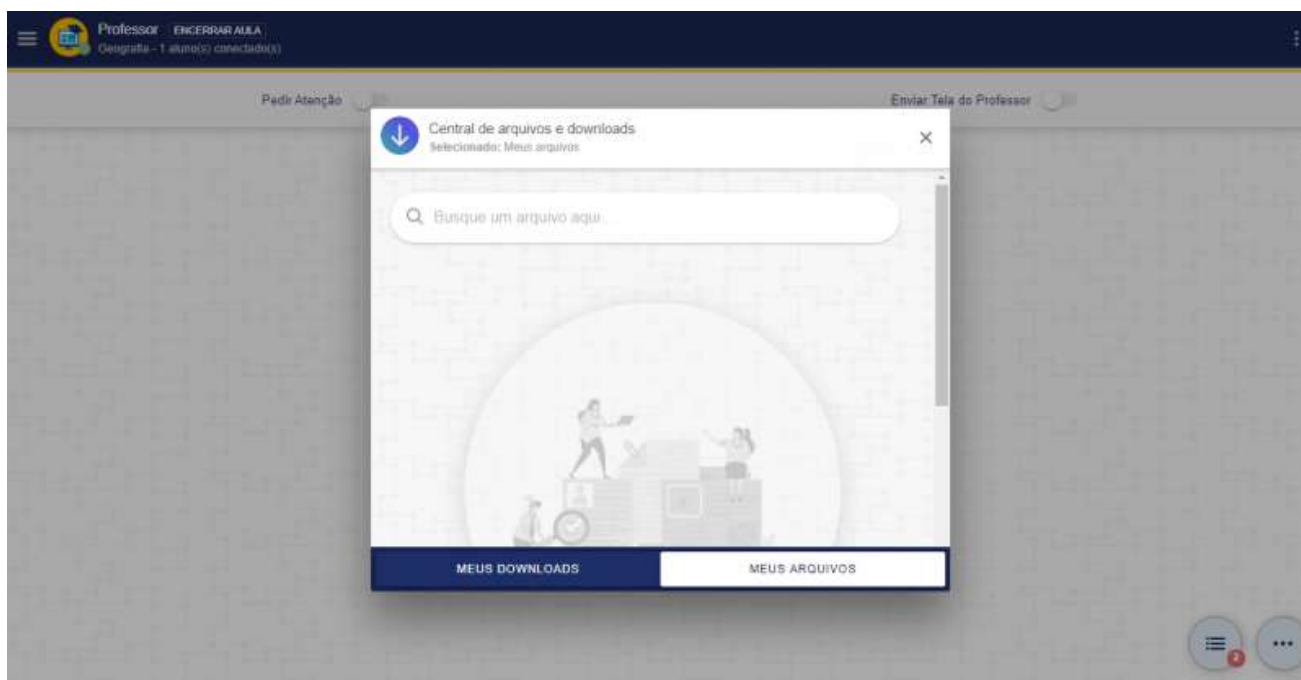 Professor ENCERRAR AULA
Geografia - 1 aluno(s) conectado(s)
Pedir Atenção
Enviar Tela do Professor
Central de arquivos e downloads
Selecionado: Meus arquivos
Busque um arquivo aqui...
MEUS DOWNLOADS
MEUS ARQUIVOS
2